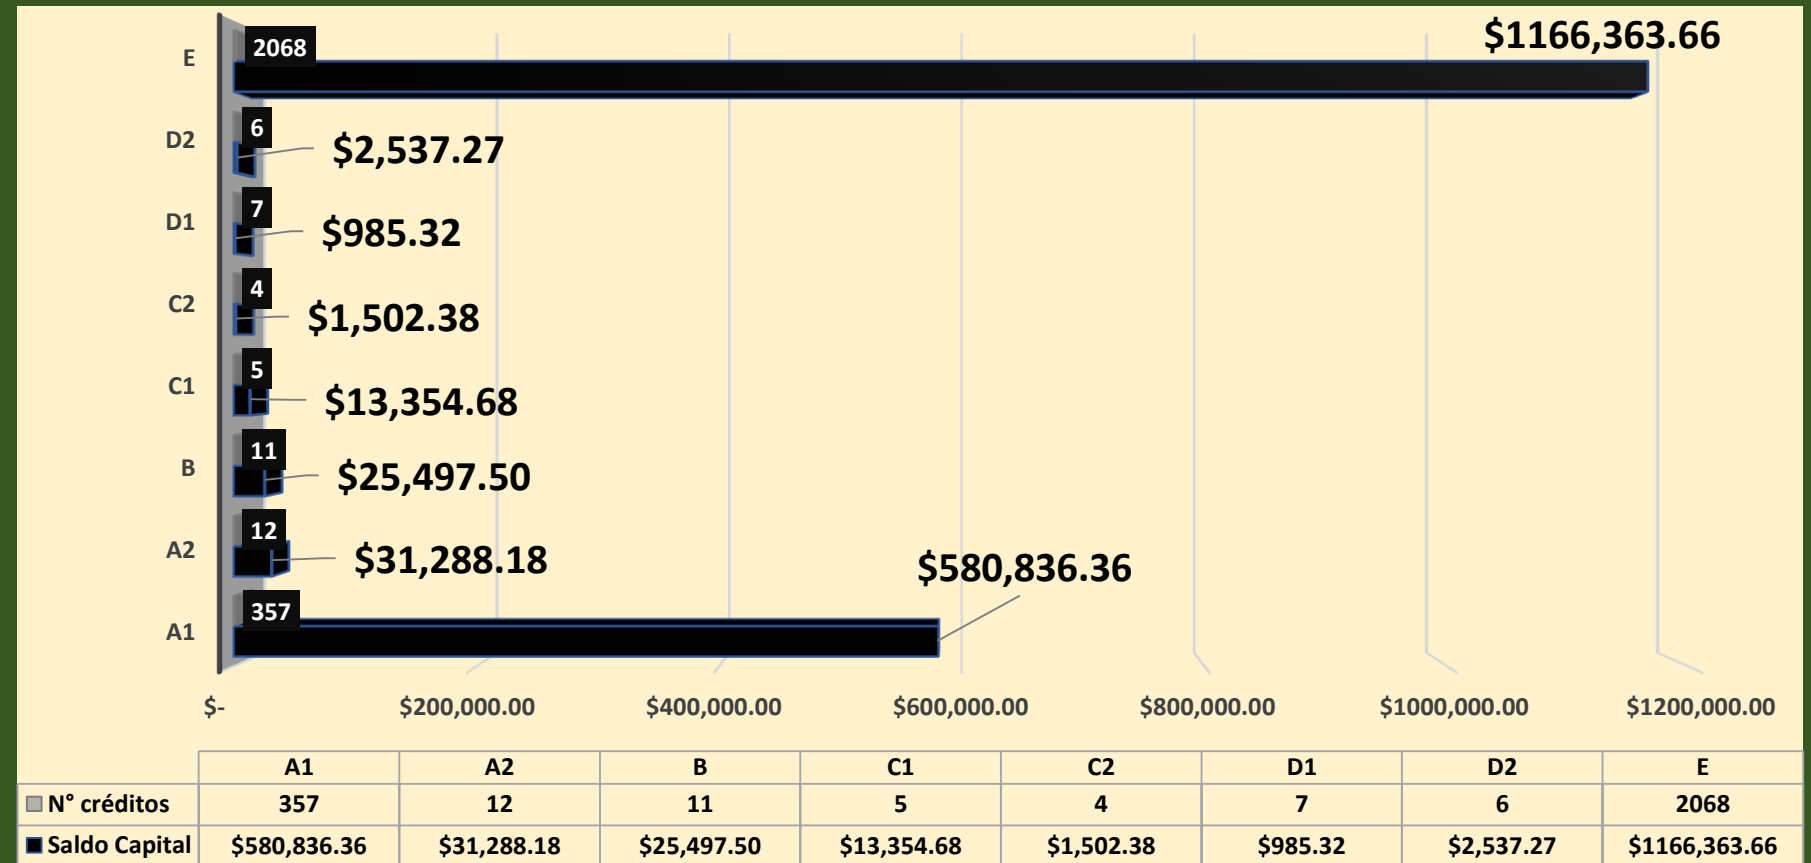 $1166,363.66
E 2068
D2 6 $2,537.27
D1 7 $985.32
C2 4 $1,502.38
C1 5 $13,354.68
B 11 $25,497.50
A2 12 $31,288.18
$580,836.36
A1 357
$- $200,000.00 $400,000.00 $600,000.00 $800,000.00 $1000,000.00 $1200,000.00
A1 A2 B C1 C2 D1 D2 E
N° créditos 357 12 11 5 4 7 6 2068
Saldo Capital $580,836.36 $31,288.18 $25,497.50 $13,354.68 $1,502.38 $985.32 $2,537.27 $1166,363.66